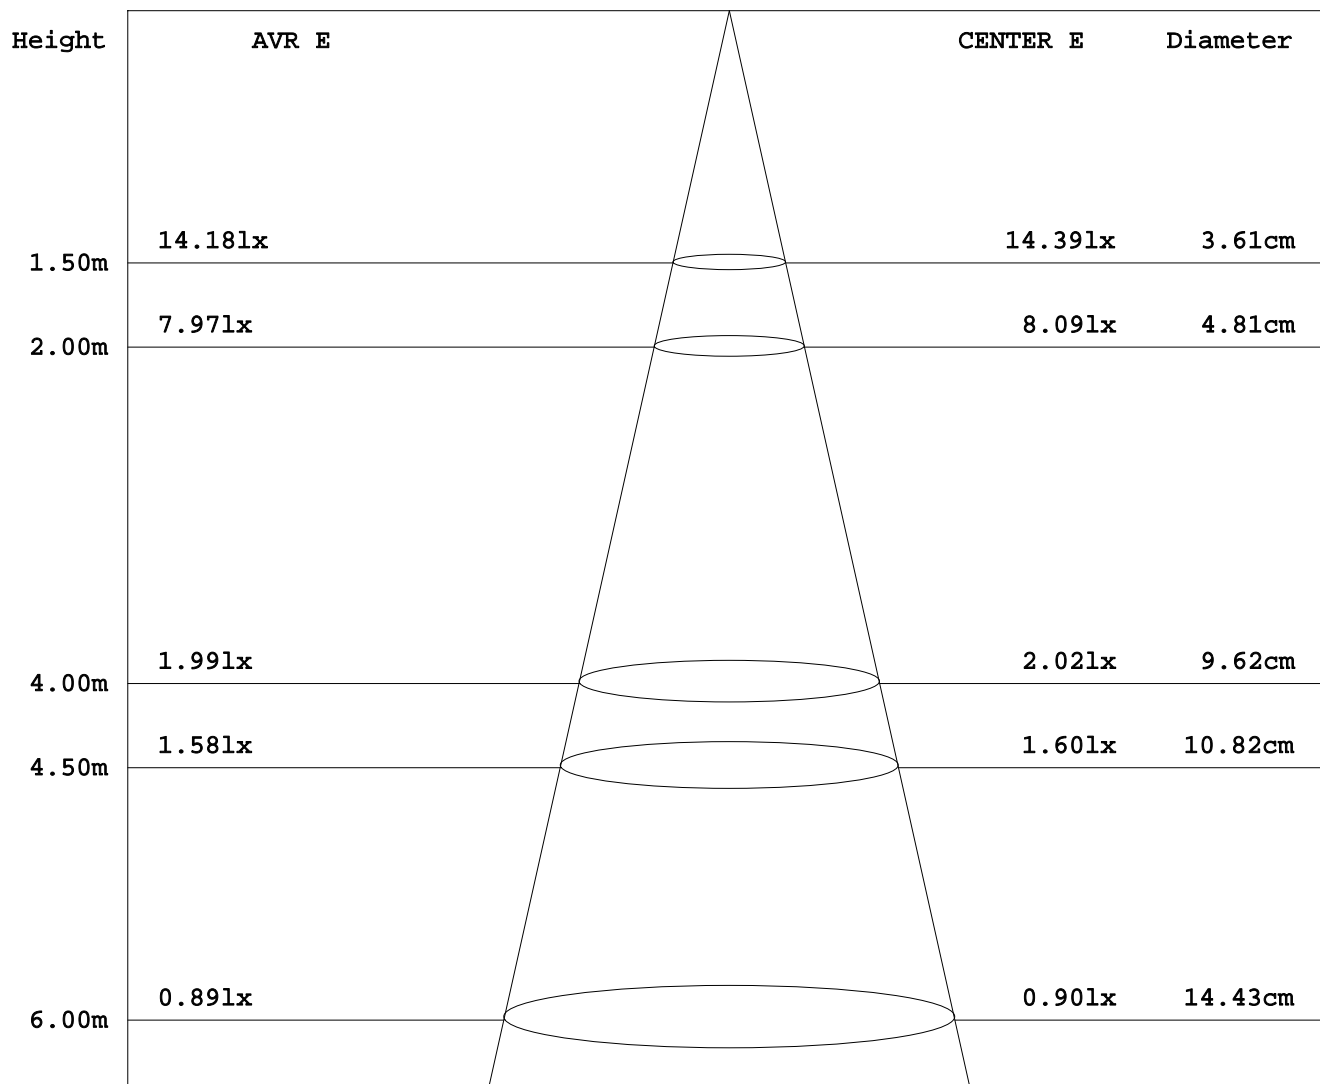 Height AVR E CENTER E Diameter
14.18lx 14.39lx 3.61cm
1.50m
7.97lx 8.09lx 4.81cm
2.00m
1.99lx 2.02lx 9.62cm
4.00m
1.58lx 1.60lx 10.82cm
4.50m
0.89lx 0.90lx 14.43cm
6.00m